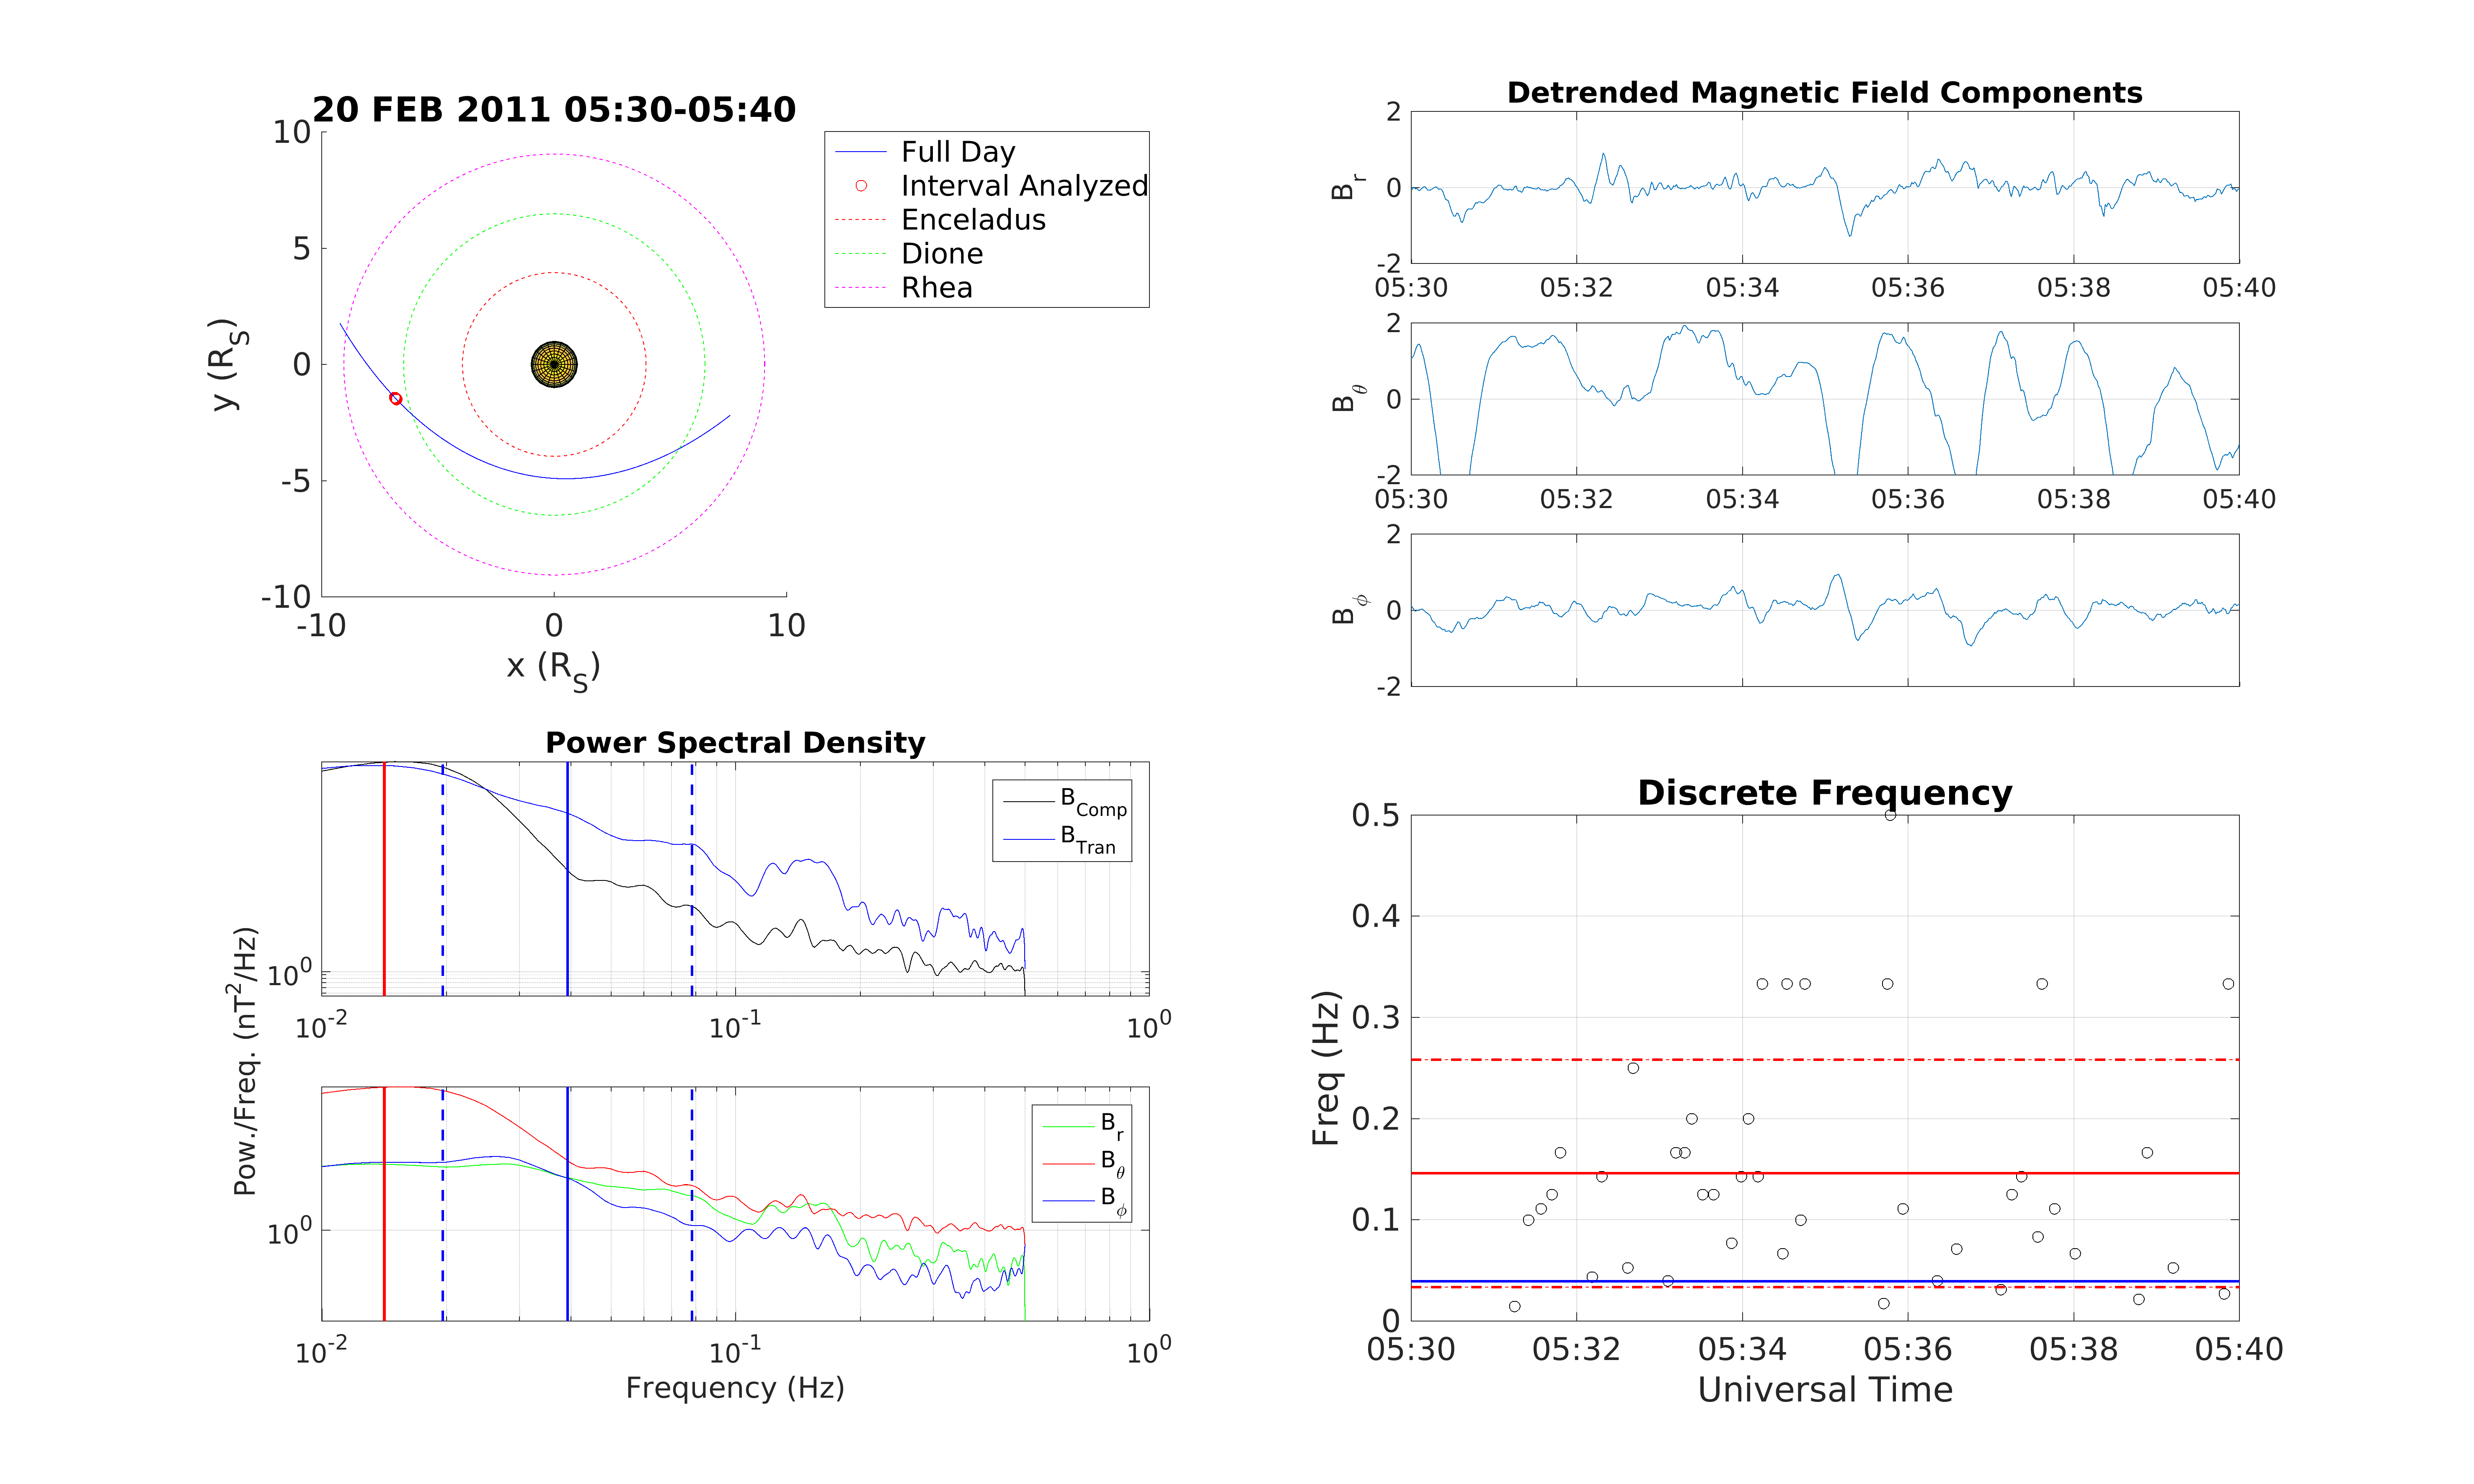 20 FEB 2011 05:30-05:40
10
5
0
-5
-10
-10 0 10
y (R_S)
x (R_S)
Full Day
Interval Analyzed
Enceladus
Dione
Rhea
Detrended Magnetic Field Components
2
0
-2
B_r
05:30 05:32 05:34 05:36 05:38 05:40
2
0
-2
B_θ
05:30 05:32 05:34 05:36 05:38 05:40
2
0
-2
B_ϕ
Power Spectral Density
B_Comp
B_Tran
10^0
10^-2 10^-1 10^0
Pow./Freq. (nT^2/Hz)
B_r
B_θ
B_ϕ
10^0
10^-2 10^-1 10^0
Frequency (Hz)
Discrete Frequency
0.5
0.4
0.3
0.2
0.1
0
Freq (Hz)
05:30 05:32 05:34 05:36 05:38 05:40
Universal Time